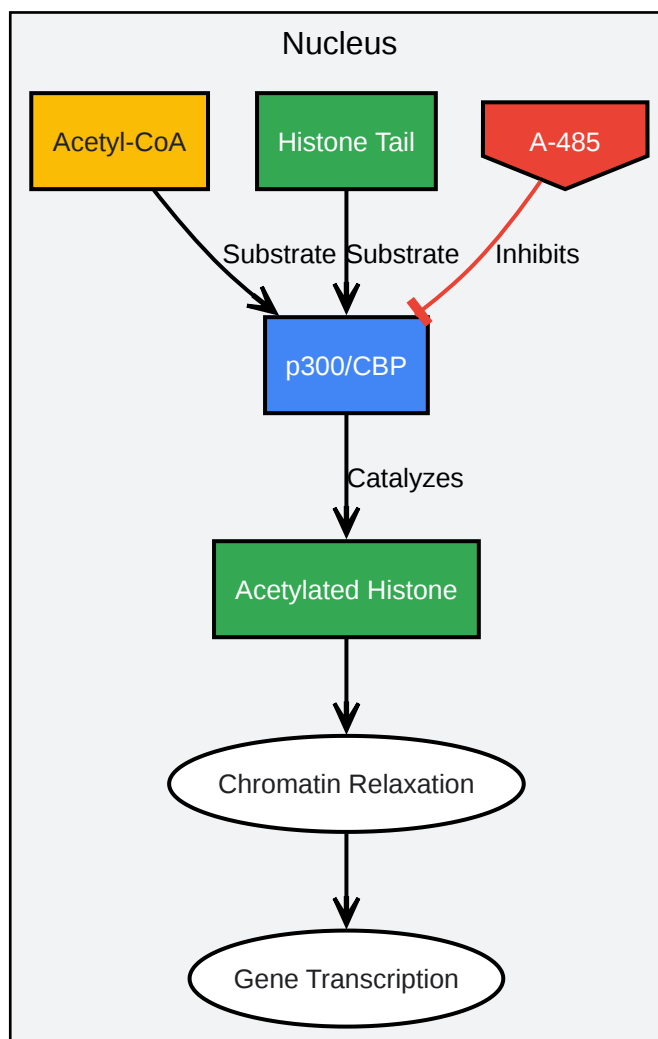 Nucleus
Acetyl-CoA
Histone Tail
A-485
Substrate
Substrate
Inhibits
p300/CBP
Catalyzes
Acetylated Histone
Chromatin Relaxation
Gene Transcription